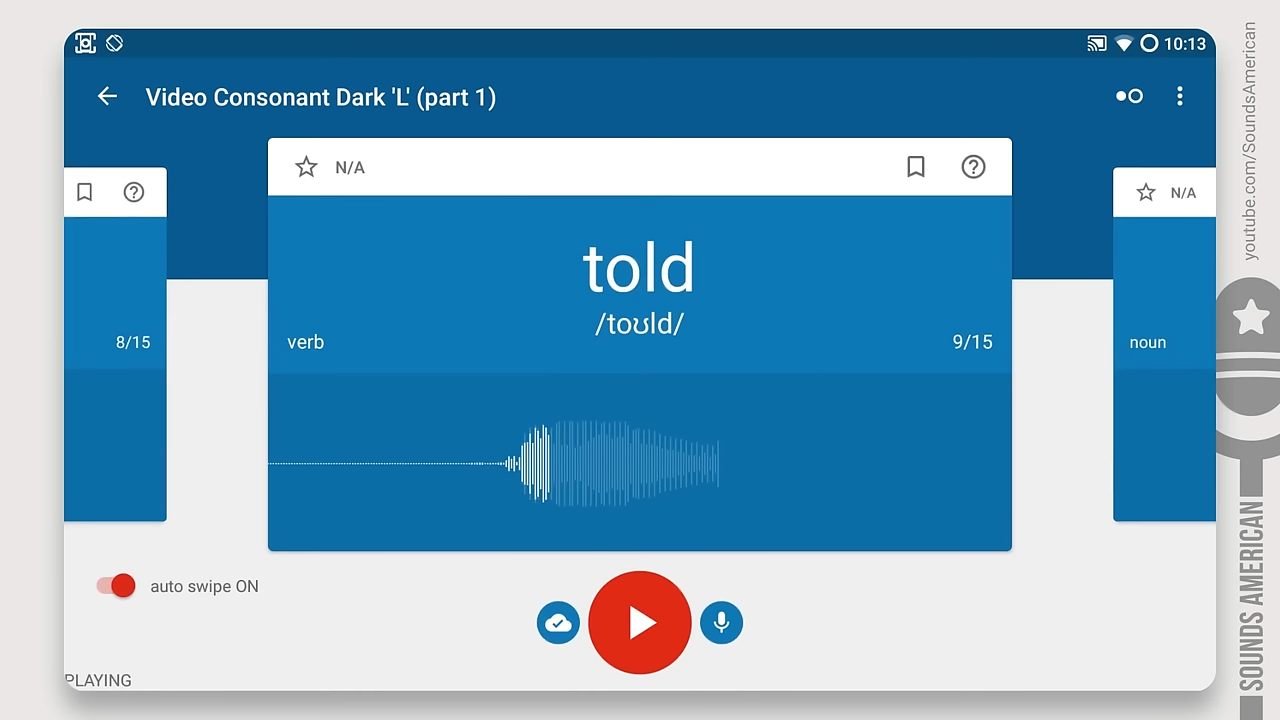 10:13
Video Consonant Dark 'L' (part 1)
N/A
N/A
told
/toʊld/
8/15
verb
9/15
noun
auto swipe ON
PLAYING
youtube.com/SoundsAmerican
SOUNDS AMERICAN